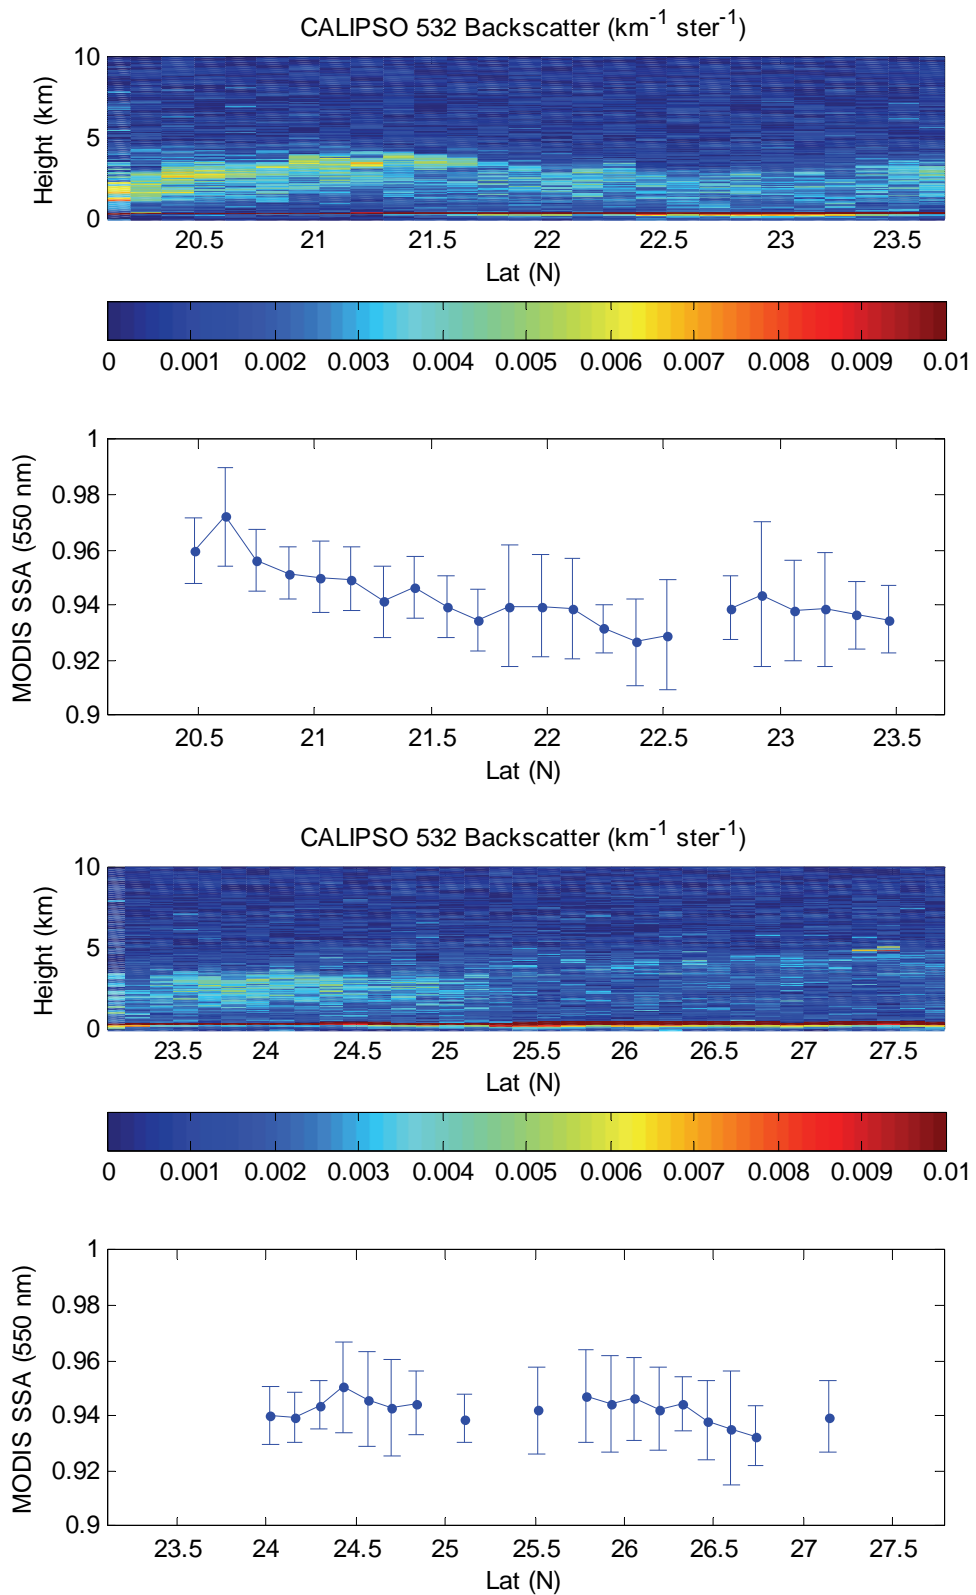 CALIPSO 532 Backscatter (km⁻¹ ster⁻¹)
10
5
0
Height (km)
20.5 21 21.5 22 22.5 23 23.5
Lat (N)
0 0.001 0.002 0.003 0.004 0.005 0.006 0.007 0.008 0.009 0.01
1
0.98
0.96
0.94
0.92
0.9
MODIS SSA (550 nm)
20.5 21 21.5 22 22.5 23 23.5
Lat (N)
CALIPSO 532 Backscatter (km⁻¹ ster⁻¹)
10
5
0
Height (km)
23.5 24 24.5 25 25.5 26 26.5 27 27.5
Lat (N)
0 0.001 0.002 0.003 0.004 0.005 0.006 0.007 0.008 0.009 0.01
1
0.98
0.96
0.94
0.92
0.9
MODIS SSA (550 nm)
23.5 24 24.5 25 25.5 26 26.5 27 27.5
Lat (N)